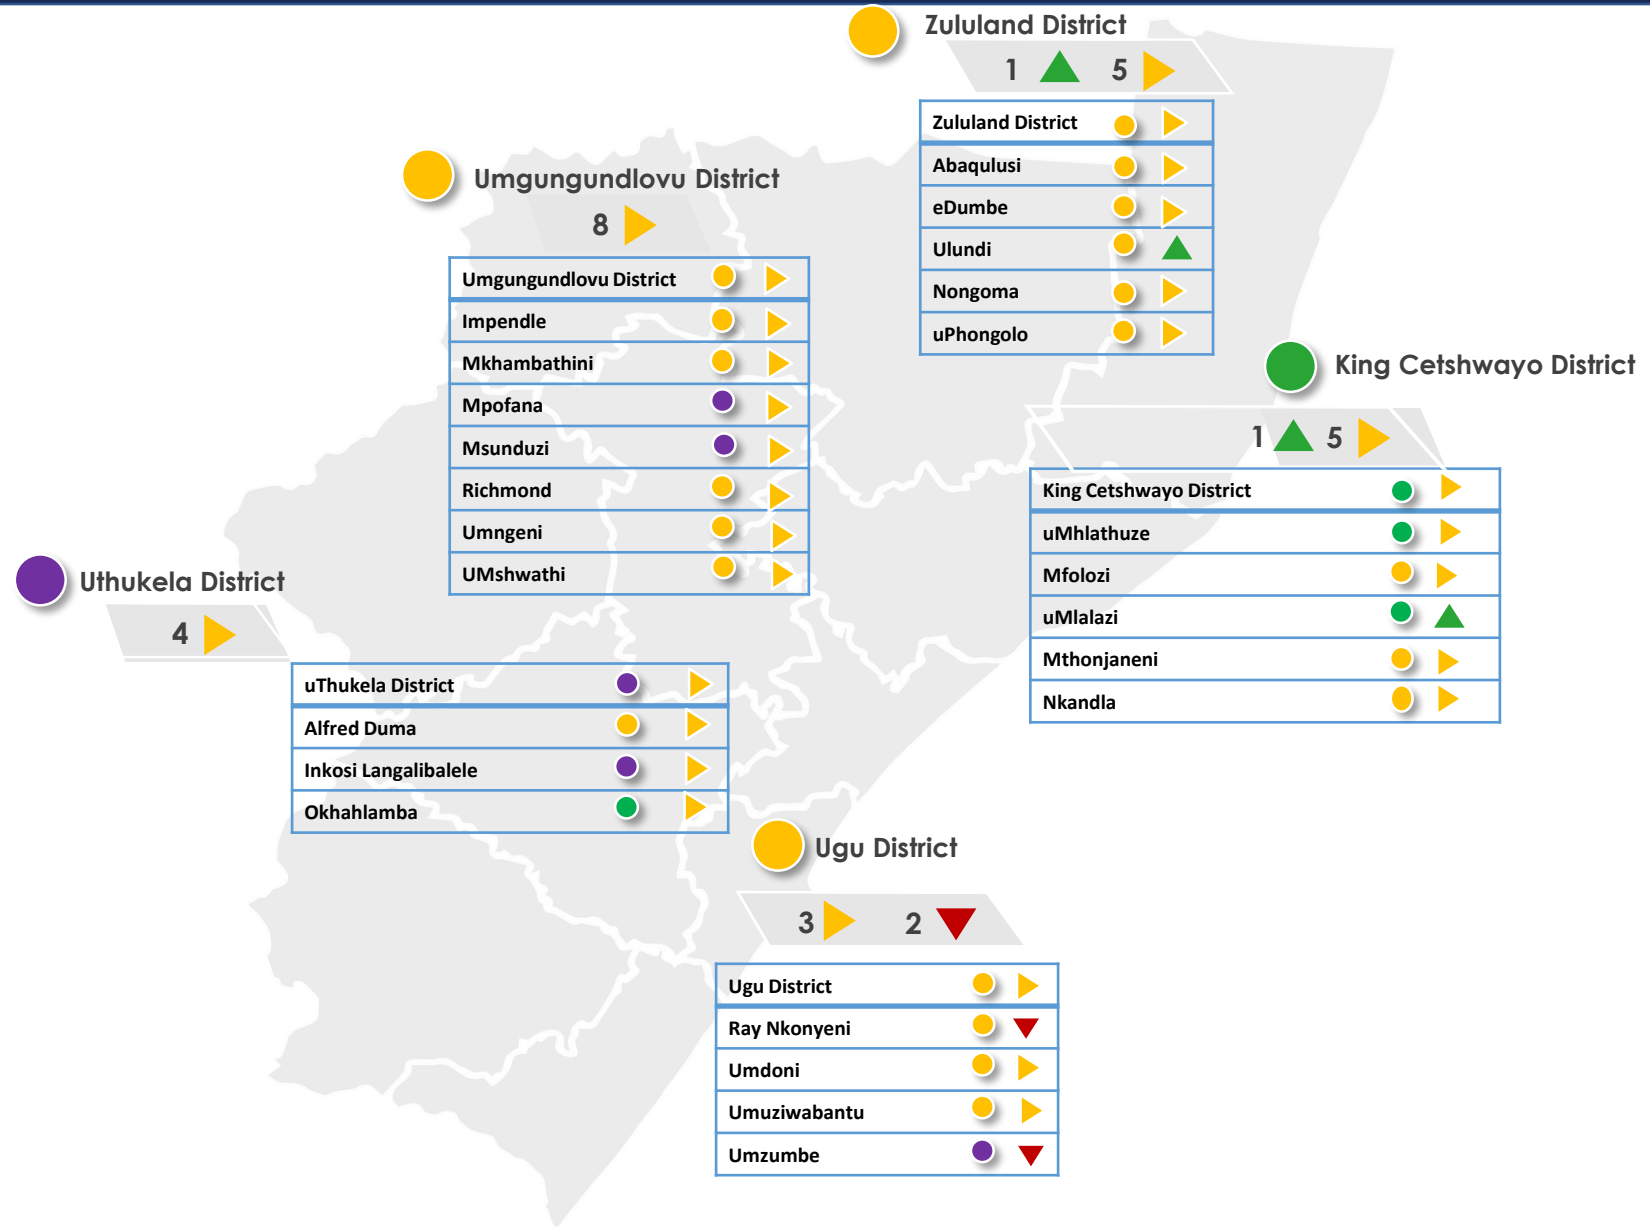 Zululand District
1 5
Zululand District
Abaqulusi
eDumbe
Ulundi
Nongoma
uPhongolo
Umgungundlovu District
8
Umgungundlovu District
Impendle
Mkhambathini
Mpofana
Msunduzi
Richmond
Umngeni
UMshwathi
King Cetshwayo District
1 5
King Cetshwayo District
uMhlathuze
Mfolozi
uMlalazi
Mthonjaneni
Nkandla
Uthukela District
4
uThukela District
Alfred Duma
Inkosi Langalibalele
Okhahlamba
Ugu District
3 2
Ugu District
Ray Nkonyeni
Umdoni
Umuziwabantu
Umzumbe